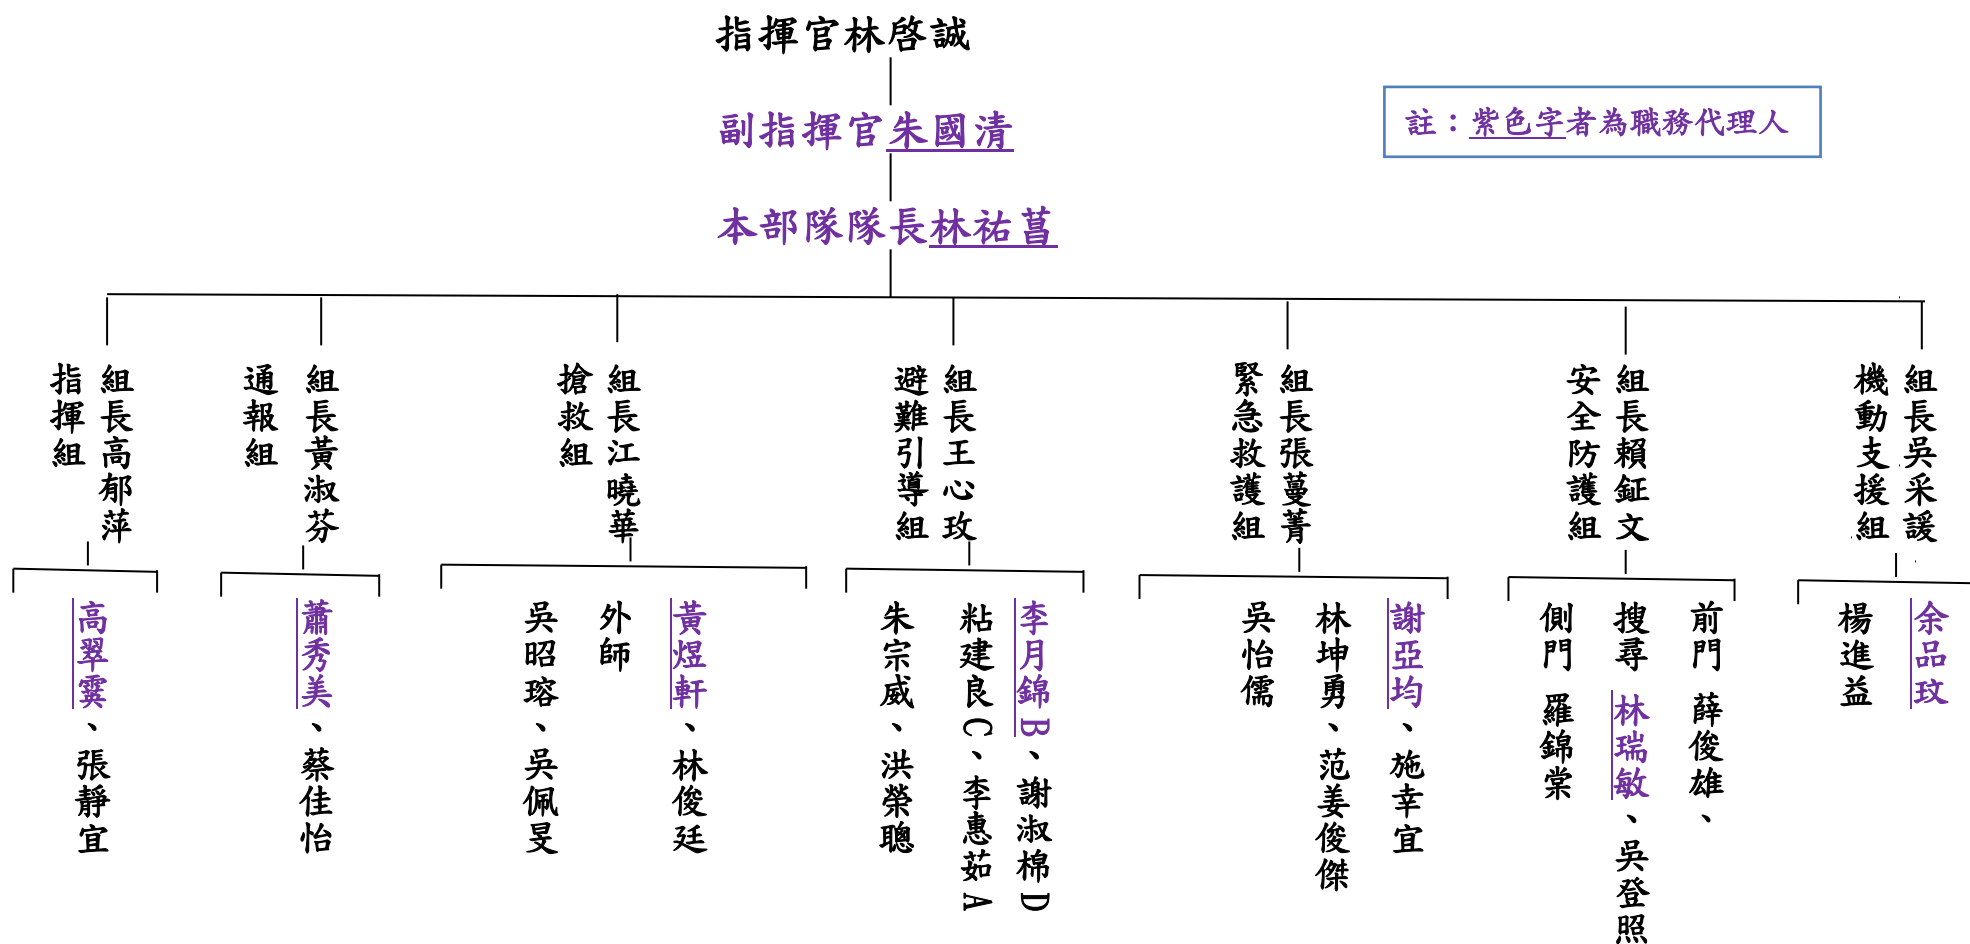 指揮官林啓誠
副指揮官朱國清
註：紫色字者為職務代理人
本部隊隊長林祐菖
組長高郁萍
指揮組
組長黃淑芬
通報組
組長江曉華
搶救組
組長王心玫
避難引導組
組長張蔓菁
緊急救護組
組長賴鉦文
安全防護組
組長吳采諼
機動支援組
高翠霙、張靜宜
蕭秀美、蔡佳怡
黃煜軒、林俊廷
外師
吳昭瑢、吳佩旻
李月錦B、謝淑棉D
粘建良C、李惠茹A
朱宗威、洪榮聰
謝亞均、施幸宜
林坤勇、范姜俊傑
吳怡儒
前門 薛俊雄、
搜尋 林瑞敏、吳登照
側門 羅錦棠
余品玟
楊進益